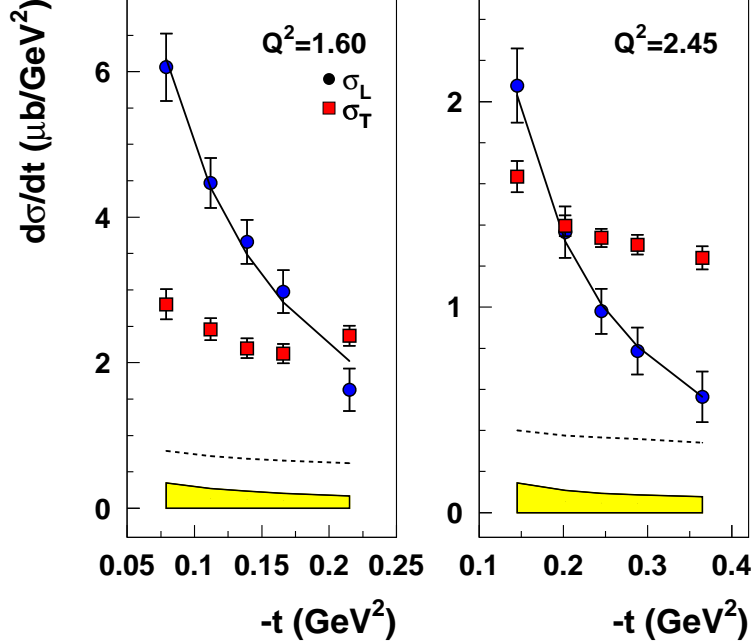 dσ/dt (μb/GeV²)
Q²=1.60
σL
σT
6
4
2
0
0.05 0.1 0.15 0.2 0.25
-t (GeV²)
Q²=2.45
2
1
0
0.1 0.2 0.3 0.4
-t (GeV²)